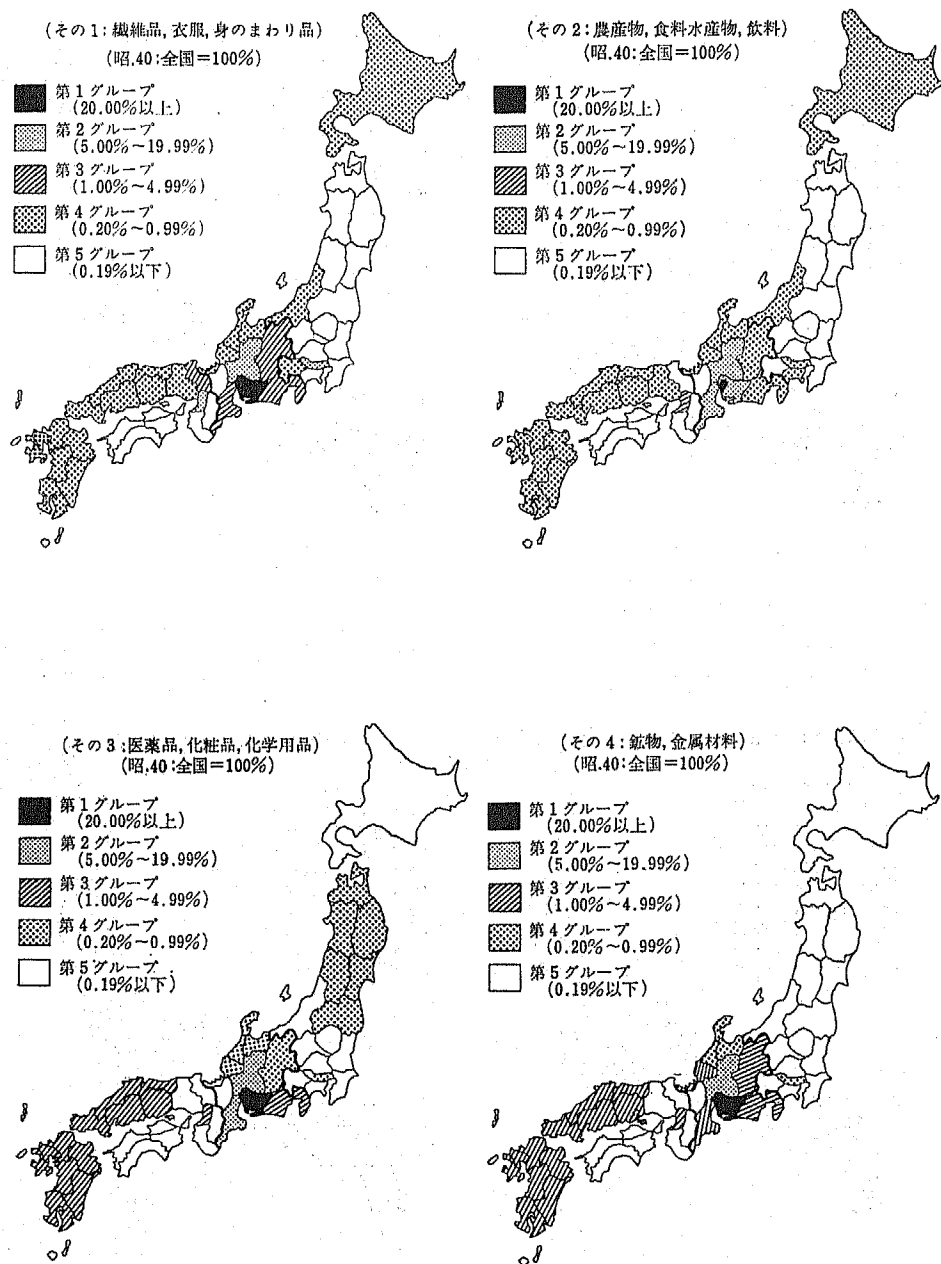 (その1:繊維品,衣服,身のまわり品)
(昭.40:全国=100%)
第1グループ
(20.00%以上)
第2グループ
(5.00%~19.99%)
第3グループ
(1.00%~4.99%)
第4グループ
(0.20%~0.99%)
第5グループ
(0.19%以下)
(その2:農産物,食料水産物,飲料)
(昭.40:全国=100%)
第1グループ
(20.00%以上)
第2グループ
(5.00%~19.99%)
第3グループ
(1.00%~4.99%)
第4グループ
(0.20%~0.99%)
第5グループ
(0.19%以下)
(その3:医薬品,化粧品,化学用品)
(昭.40:全国=100%)
第1グループ
(20.00%以上)
第2グループ
(5.00%~19.99%)
第3グループ
(1.00%~4.99%)
第4グループ
(0.20%~0.99%)
第5グループ
(0.19%以下)
(その4:鉱物,金属材料)
(昭.40:全国=100%)
第1グループ
(20.00%以上)
第2グループ
(5.00%~19.99%)
第3グループ
(1.00%~4.99%)
第4グループ
(0.20%~0.99%)
第5グループ
(0.19%以下)